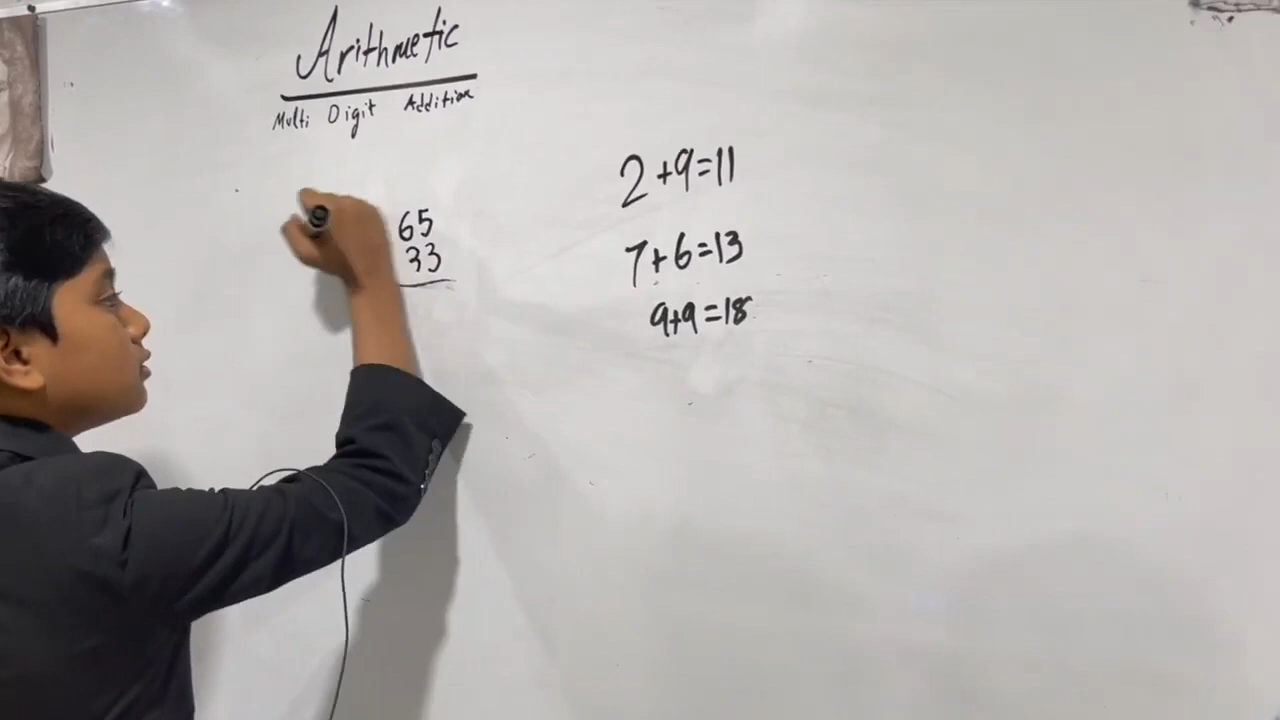 Arithmetic
Multi Digit Addition
65
33
2+9=11
7+6=13
9+9=18